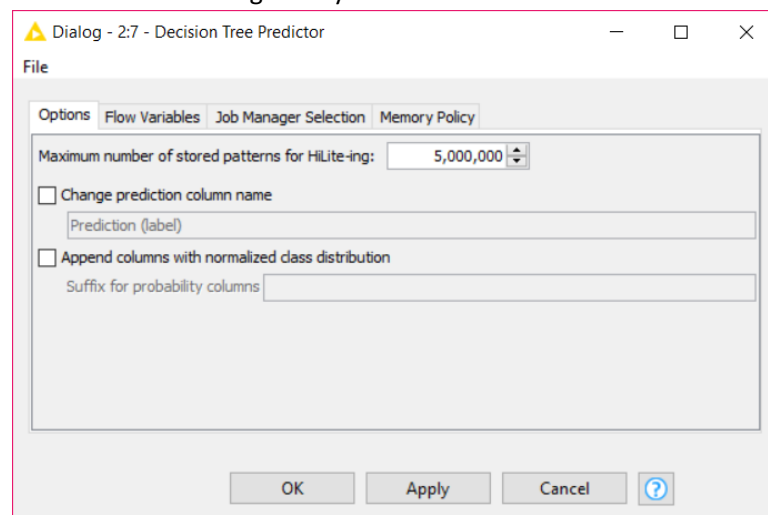 Dialog - 2:7 - Decision Tree Predictor
File
Options Flow Variables Job Manager Selection Memory Policy
Maximum number of stored patterns for HiLite-ing: 5,000,000
Change prediction column name
Prediction (label)
Append columns with normalized class distribution
Suffix for probability columns
OK Apply Cancel ?